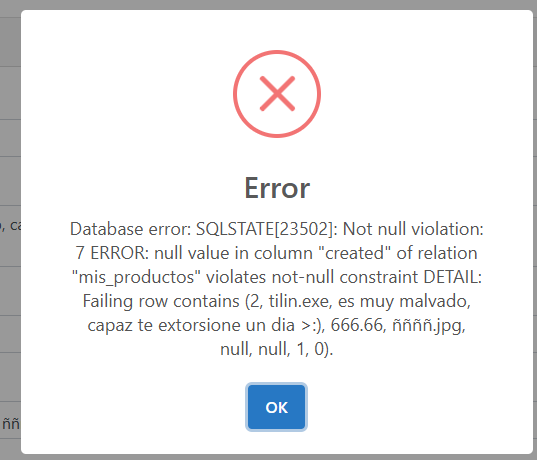 Error
Database error: SQLSTATE[23502]: Not null violation:
7 ERROR: null value in column "created" of relation
"mis_productos" violates not-null constraint DETAIL:
Failing row contains (2, tilin.exe, es muy malvado,
capaz te extorsione un dia >:), 666.66, ññññ.jpg,
null, null, 1, 0).
OK